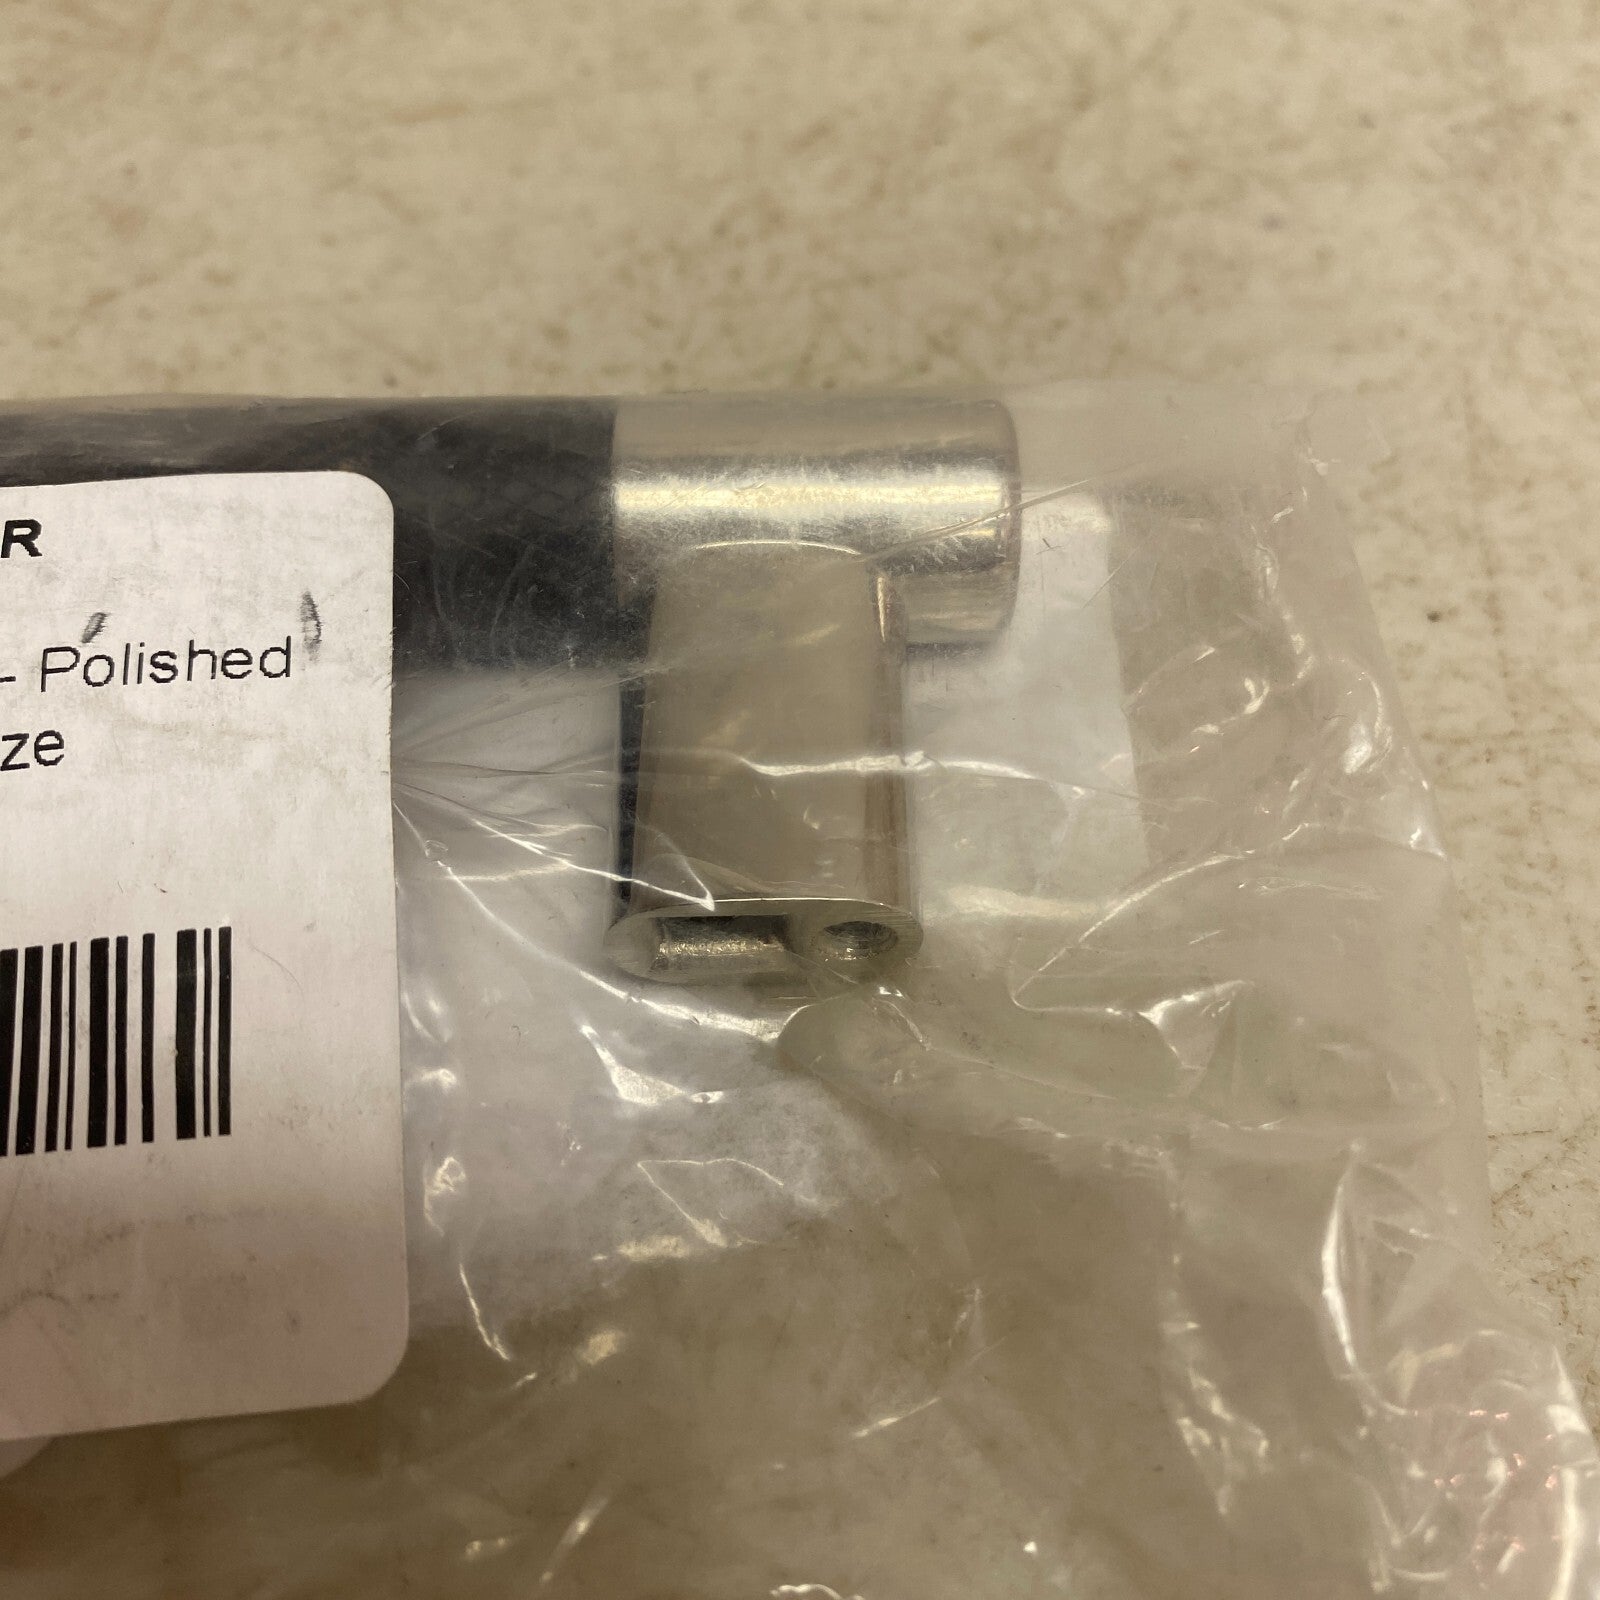 R
- Polished
ze